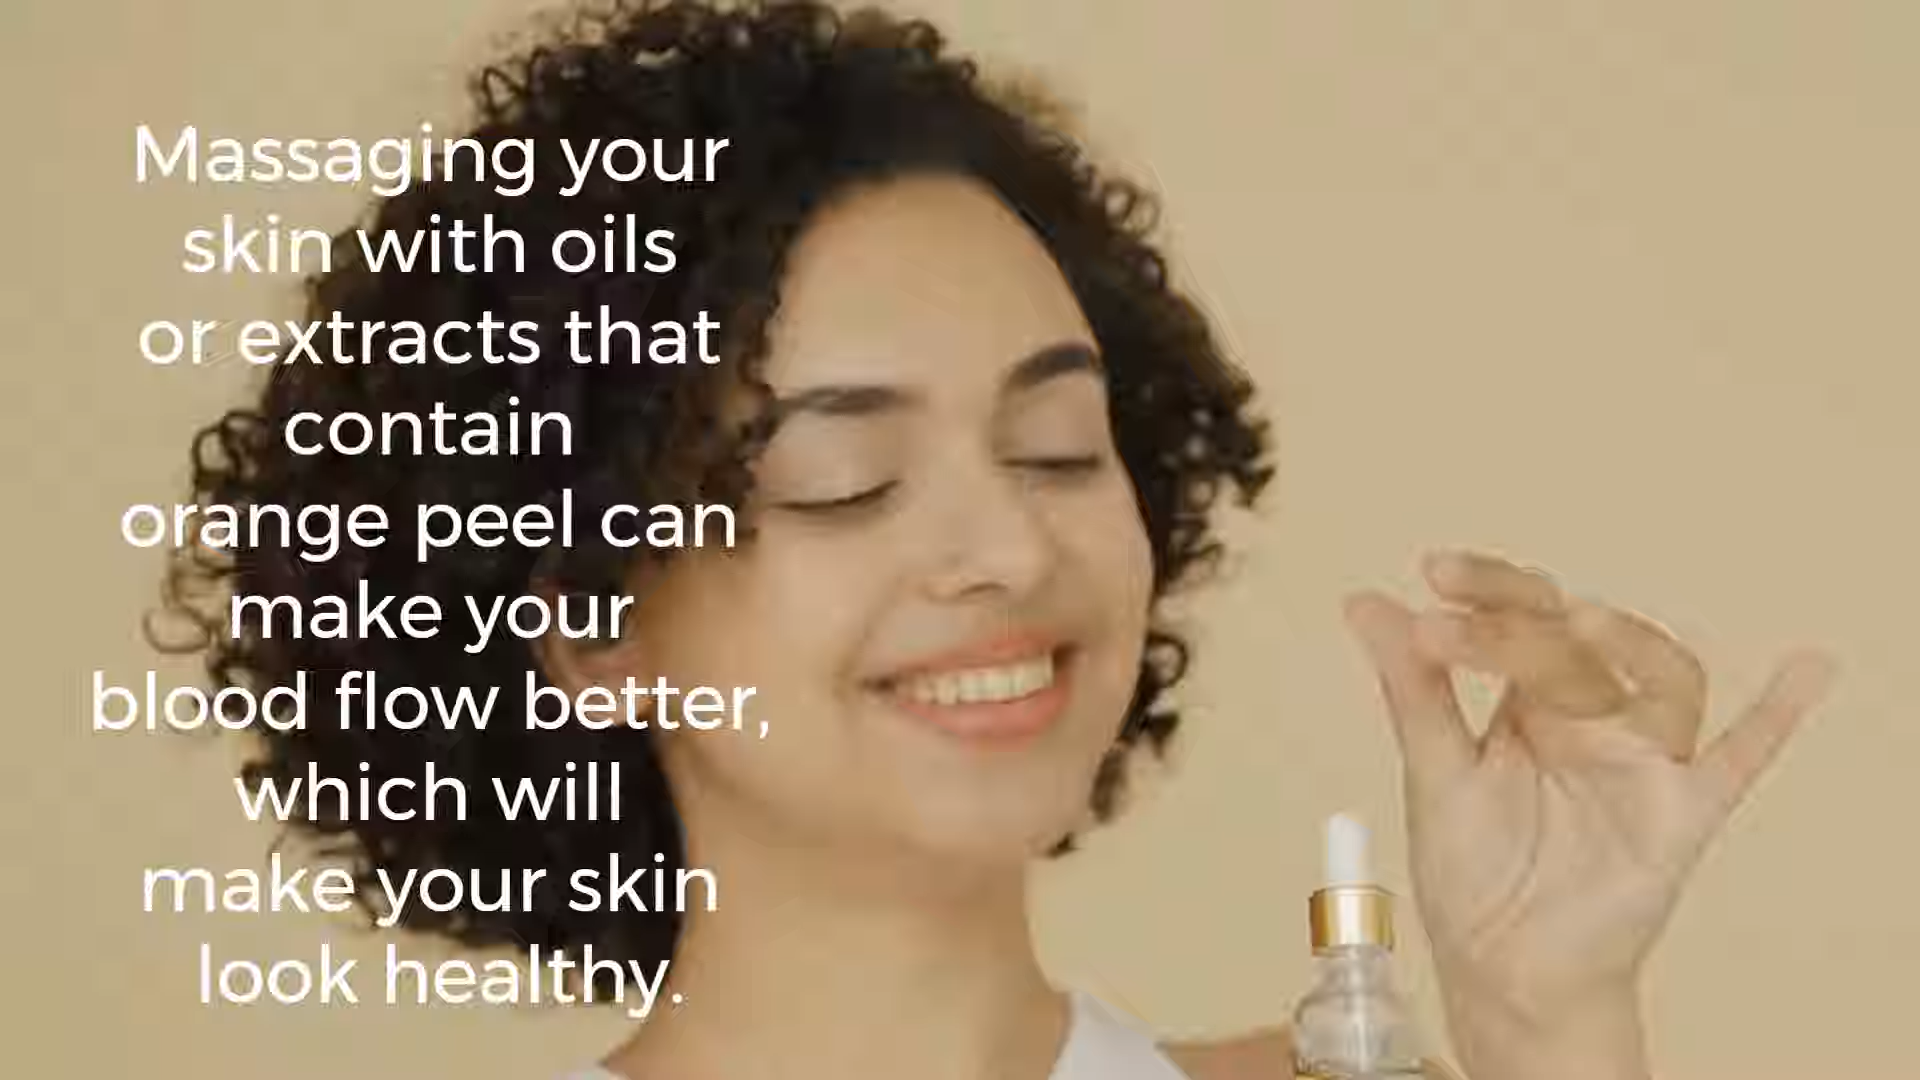 Massaging your
skin with oils
or extracts that
contain
orange peel can
make your
blood flow better,
which will
make your skin
look healthy.